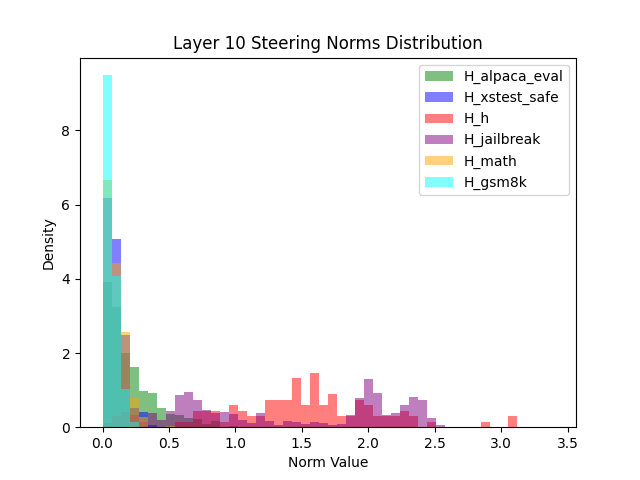 Layer 10 Steering Norms Distribution
H_alpaca_eval
H_xstest_safe
H_h
H_jailbreak
H_math
H_gsm8k
Density
8
6
4
2
0
0.0 0.5 1.0 1.5 2.0 2.5 3.0 3.5
Norm Value